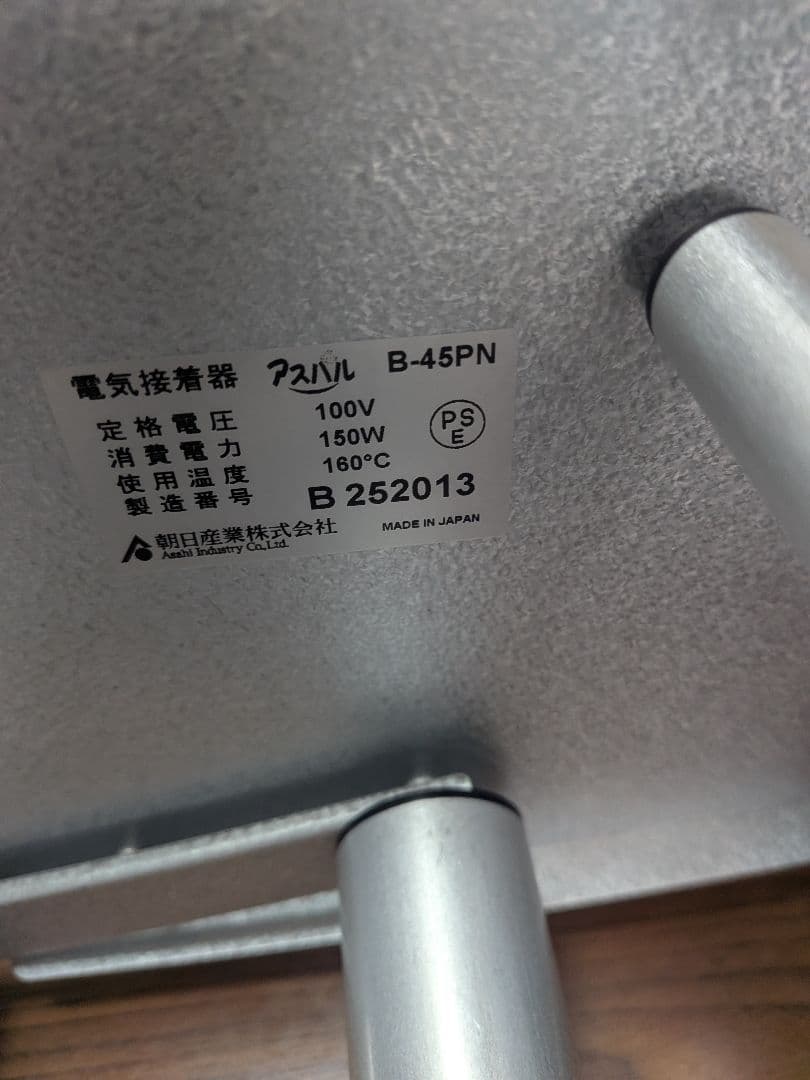 電気接着器 アスパル B-45PN
定格電圧 100V
消費電力 150W
使用温度 160°C
PS
E
製造番号 B 252013
朝日産業株式会社
Asahi Industry Co.,Ltd.
MADE IN JAPAN